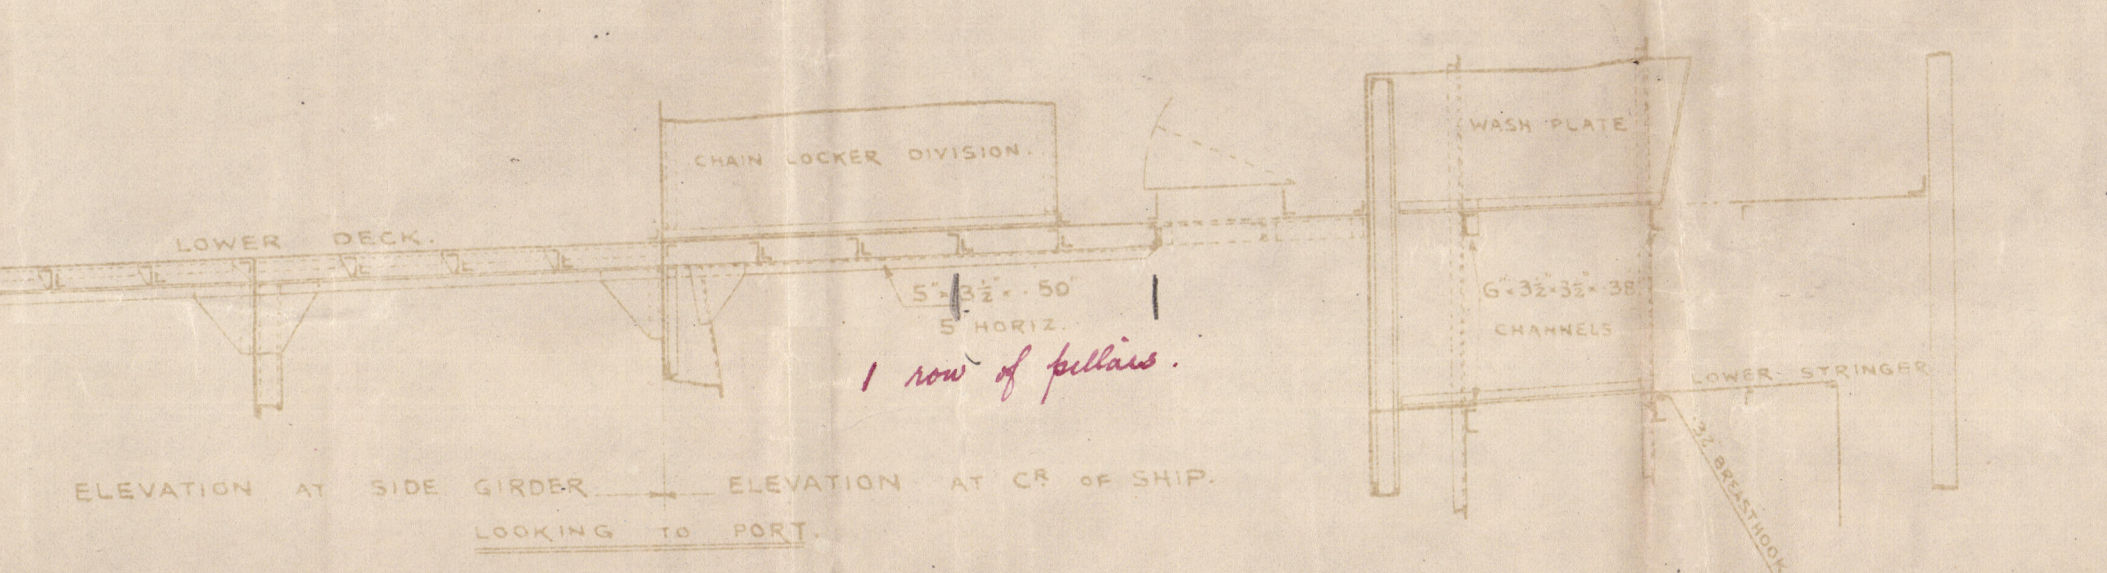 WASH PLATE
CHAIN LOCKER DIVISION.
LOWER DECK.
5" × 3½" × .50"
5 HORIZ.
6" × 3½" × 3½" × .38"
CHANNELS
1 row of pillars.
LOWER STRINGER
.32 BREASTHOOK
ELEVATION AT SIDE GIRDER
ELEVATION AT CR OF SHIP.
LOOKING TO PORT.